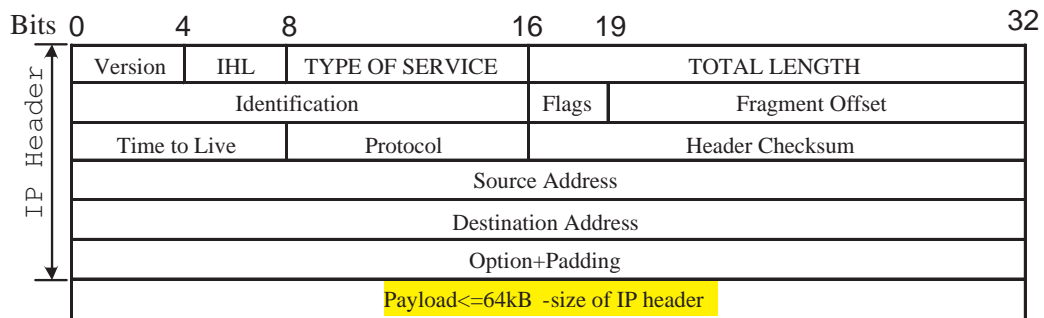 Bits 0 4 8 16 19 32
IP Header
Version IHL TYPE OF SERVICE TOTAL LENGTH
Identification Flags Fragment Offset
Time to Live Protocol Header Checksum
Source Address
Destination Address
Option+Padding
Payload<=64kB -size of IP header